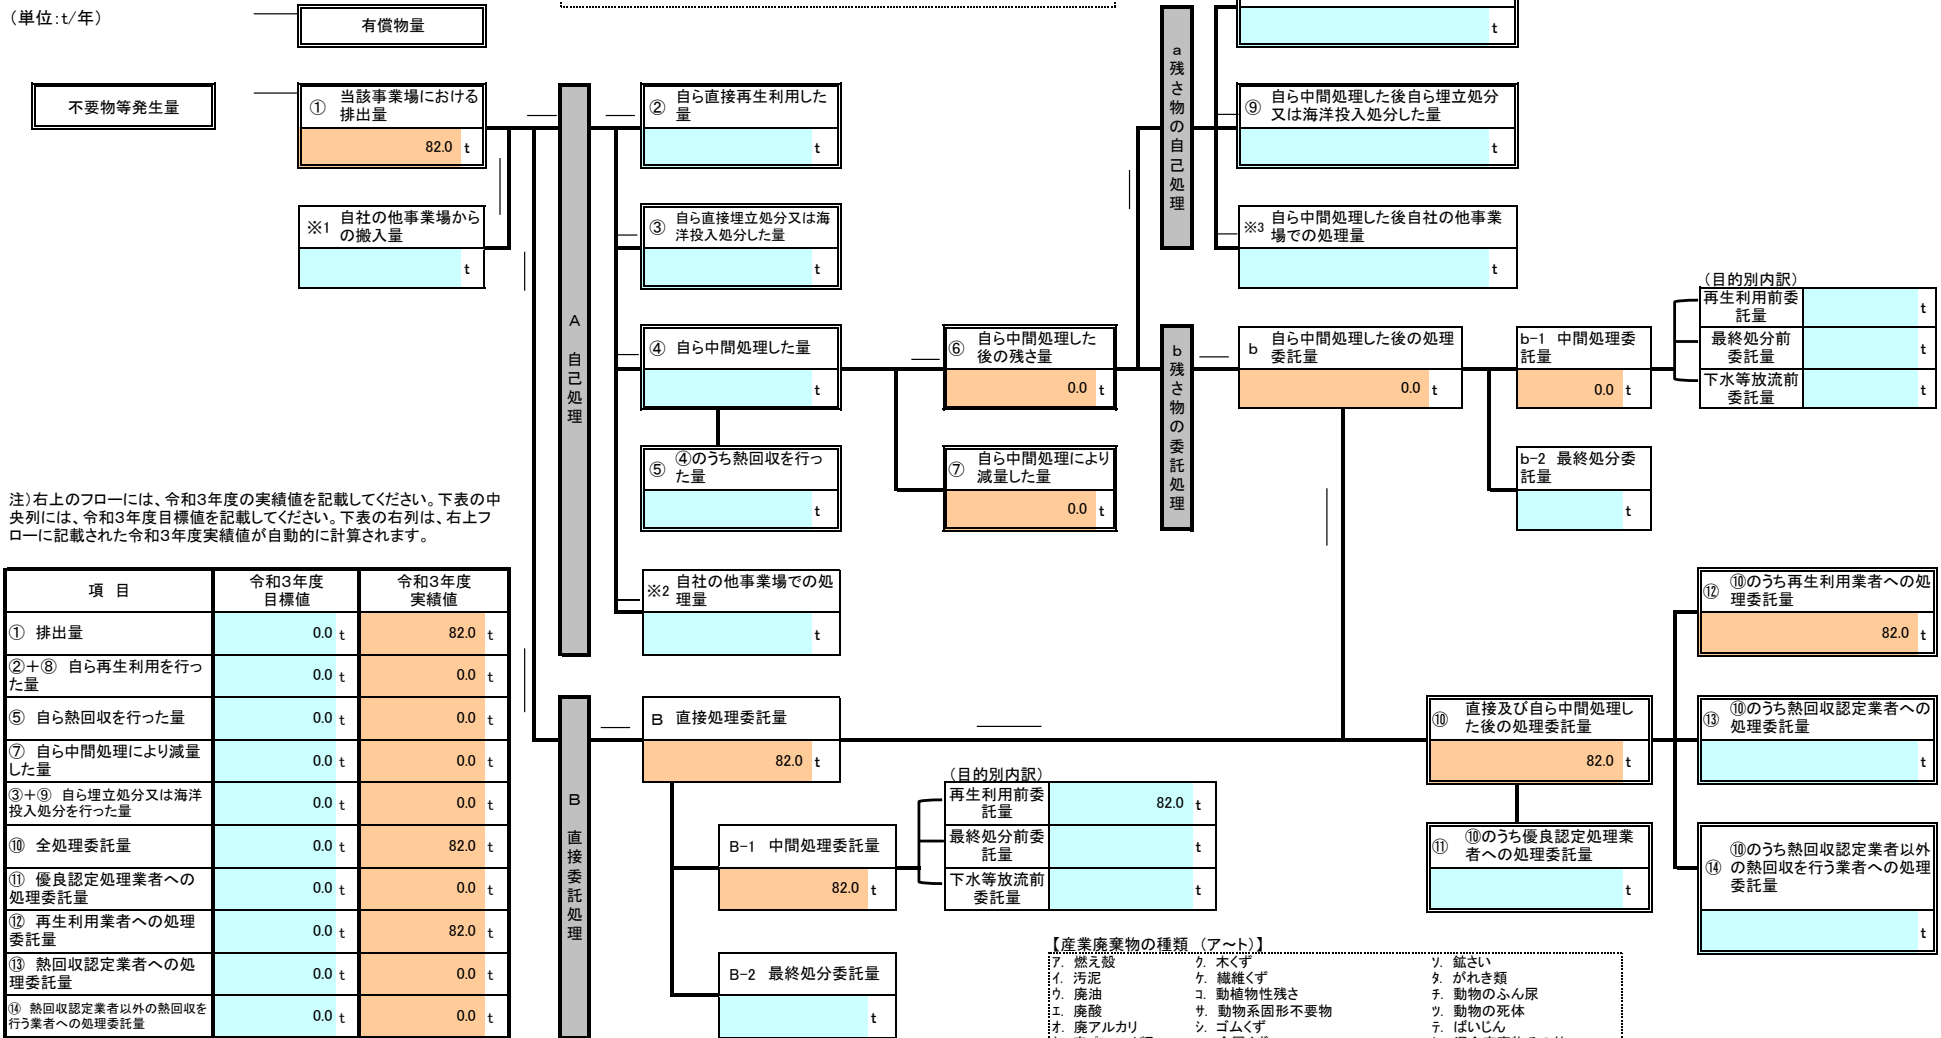 (単位:t/年)
有償物量
t
不要物等発生量
① 当該事業場における
排出量
82.0 t
※1 自社の他事業場から
の搬入量
t
A 自己処理
② 自ら直接再生利用した
量
t
③ 自ら直接埋立処分又は海
洋投入処分した量
t
④ 自ら中間処理した量
t
⑤ ④のうち熱回収を行っ
た量
t
※2 自社の他事業場での処
理量
t
⑥ 自ら中間処理した
後の残さ量
0.0 t
⑦ 自ら中間処理により
減量した量
0.0 t
a 残さ物の自己処理
⑨ 自ら中間処理した後自ら埋立処分
又は海洋投入処分した量
t
※3 自ら中間処理した後自社の他事業
場での処理量
t
b 残さ物の委託処理
b 自ら中間処理した後の処理
委託量
0.0 t
b-1 中間処理委
託量
0.0 t
b-2 最終処分委
託量
t
(目的別内訳)
再生利用前委
託量
t
最終処分前
委託量
t
下水等放流前
委託量
t
注)右上のフローには、令和3年度の実績値を記載してください。下表の中
央列には、令和3年度目標値を記載してください。下表の右列は、右上フ
ローに記載された令和3年度実績値が自動的に計算されます。
項 目
令和3年度
目標値
令和3年度
実績値
① 排出量 0.0 t 82.0 t
②+⑧ 自ら再生利用を行っ
た量 0.0 t 0.0 t
⑤ 自ら熱回収を行った量 0.0 t 0.0 t
⑦ 自ら中間処理により減量
した量 0.0 t 0.0 t
③+⑨ 自ら埋立処分又は海洋
投入処分を行った量 0.0 t 0.0 t
⑩ 全処理委託量 0.0 t 82.0 t
⑪ 優良認定処理業者への
処理委託量 0.0 t 0.0 t
⑫ 再生利用業者への処理
委託量 0.0 t 82.0 t
⑬ 熱回収認定業者への処
理委託量 0.0 t 0.0 t
⑭ 熱回収認定業者以外の熱回収を
行う業者への処理委託量 0.0 t 0.0 t
B 直接委託処理
B 直接処理委託量
82.0 t
B-1 中間処理委託量
82.0 t
B-2 最終処分委託量
t
(目的別内訳)
再生利用前委
託量
82.0 t
最終処分前委
託量
t
下水等放流前
委託量
t
⑩ 直接及び自ら中間処理し
た後の処理委託量
82.0 t
⑪ ⑩のうち優良認定処理業
者への処理委託量
t
⑫ ⑩のうち再生利用業者への処
理委託量
82.0 t
⑬ ⑩のうち熱回収認定業者への
処理委託量
t
⑭ ⑩のうち熱回収認定業者以外
の熱回収を行う業者への処理
委託量
t
【産業廃棄物の種類 (ア〜ト)】
ア. 燃え殻 ク. 木くず ソ. 鉱さい
イ. 汚泥 ケ. 繊維くず タ. がれき類
ウ. 廃油 コ. 動植物性残さ チ. 動物のふん尿
エ. 廃酸 サ. 動物系固形不要物 ツ. 動物の死体
オ. 廃アルカリ シ. ゴムくず テ. ばいじん